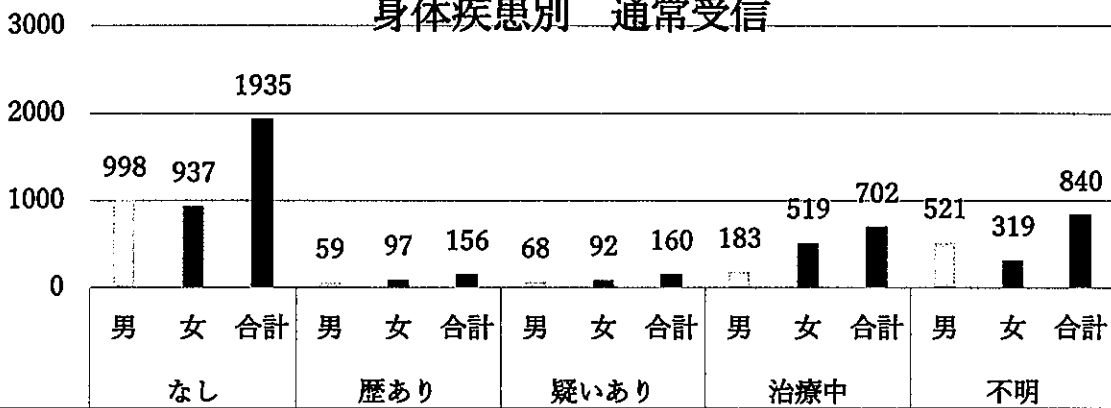 身体疾患別　通常受信
3000
2000
1000
0
998 937 1935 59 97 156 68 92 160 183 519 702 521 319 840
男 女 合計 男 女 合計 男 女 合計 男 女 合計 男 女 合計
なし 歴あり 疑いあり 治療中 不明